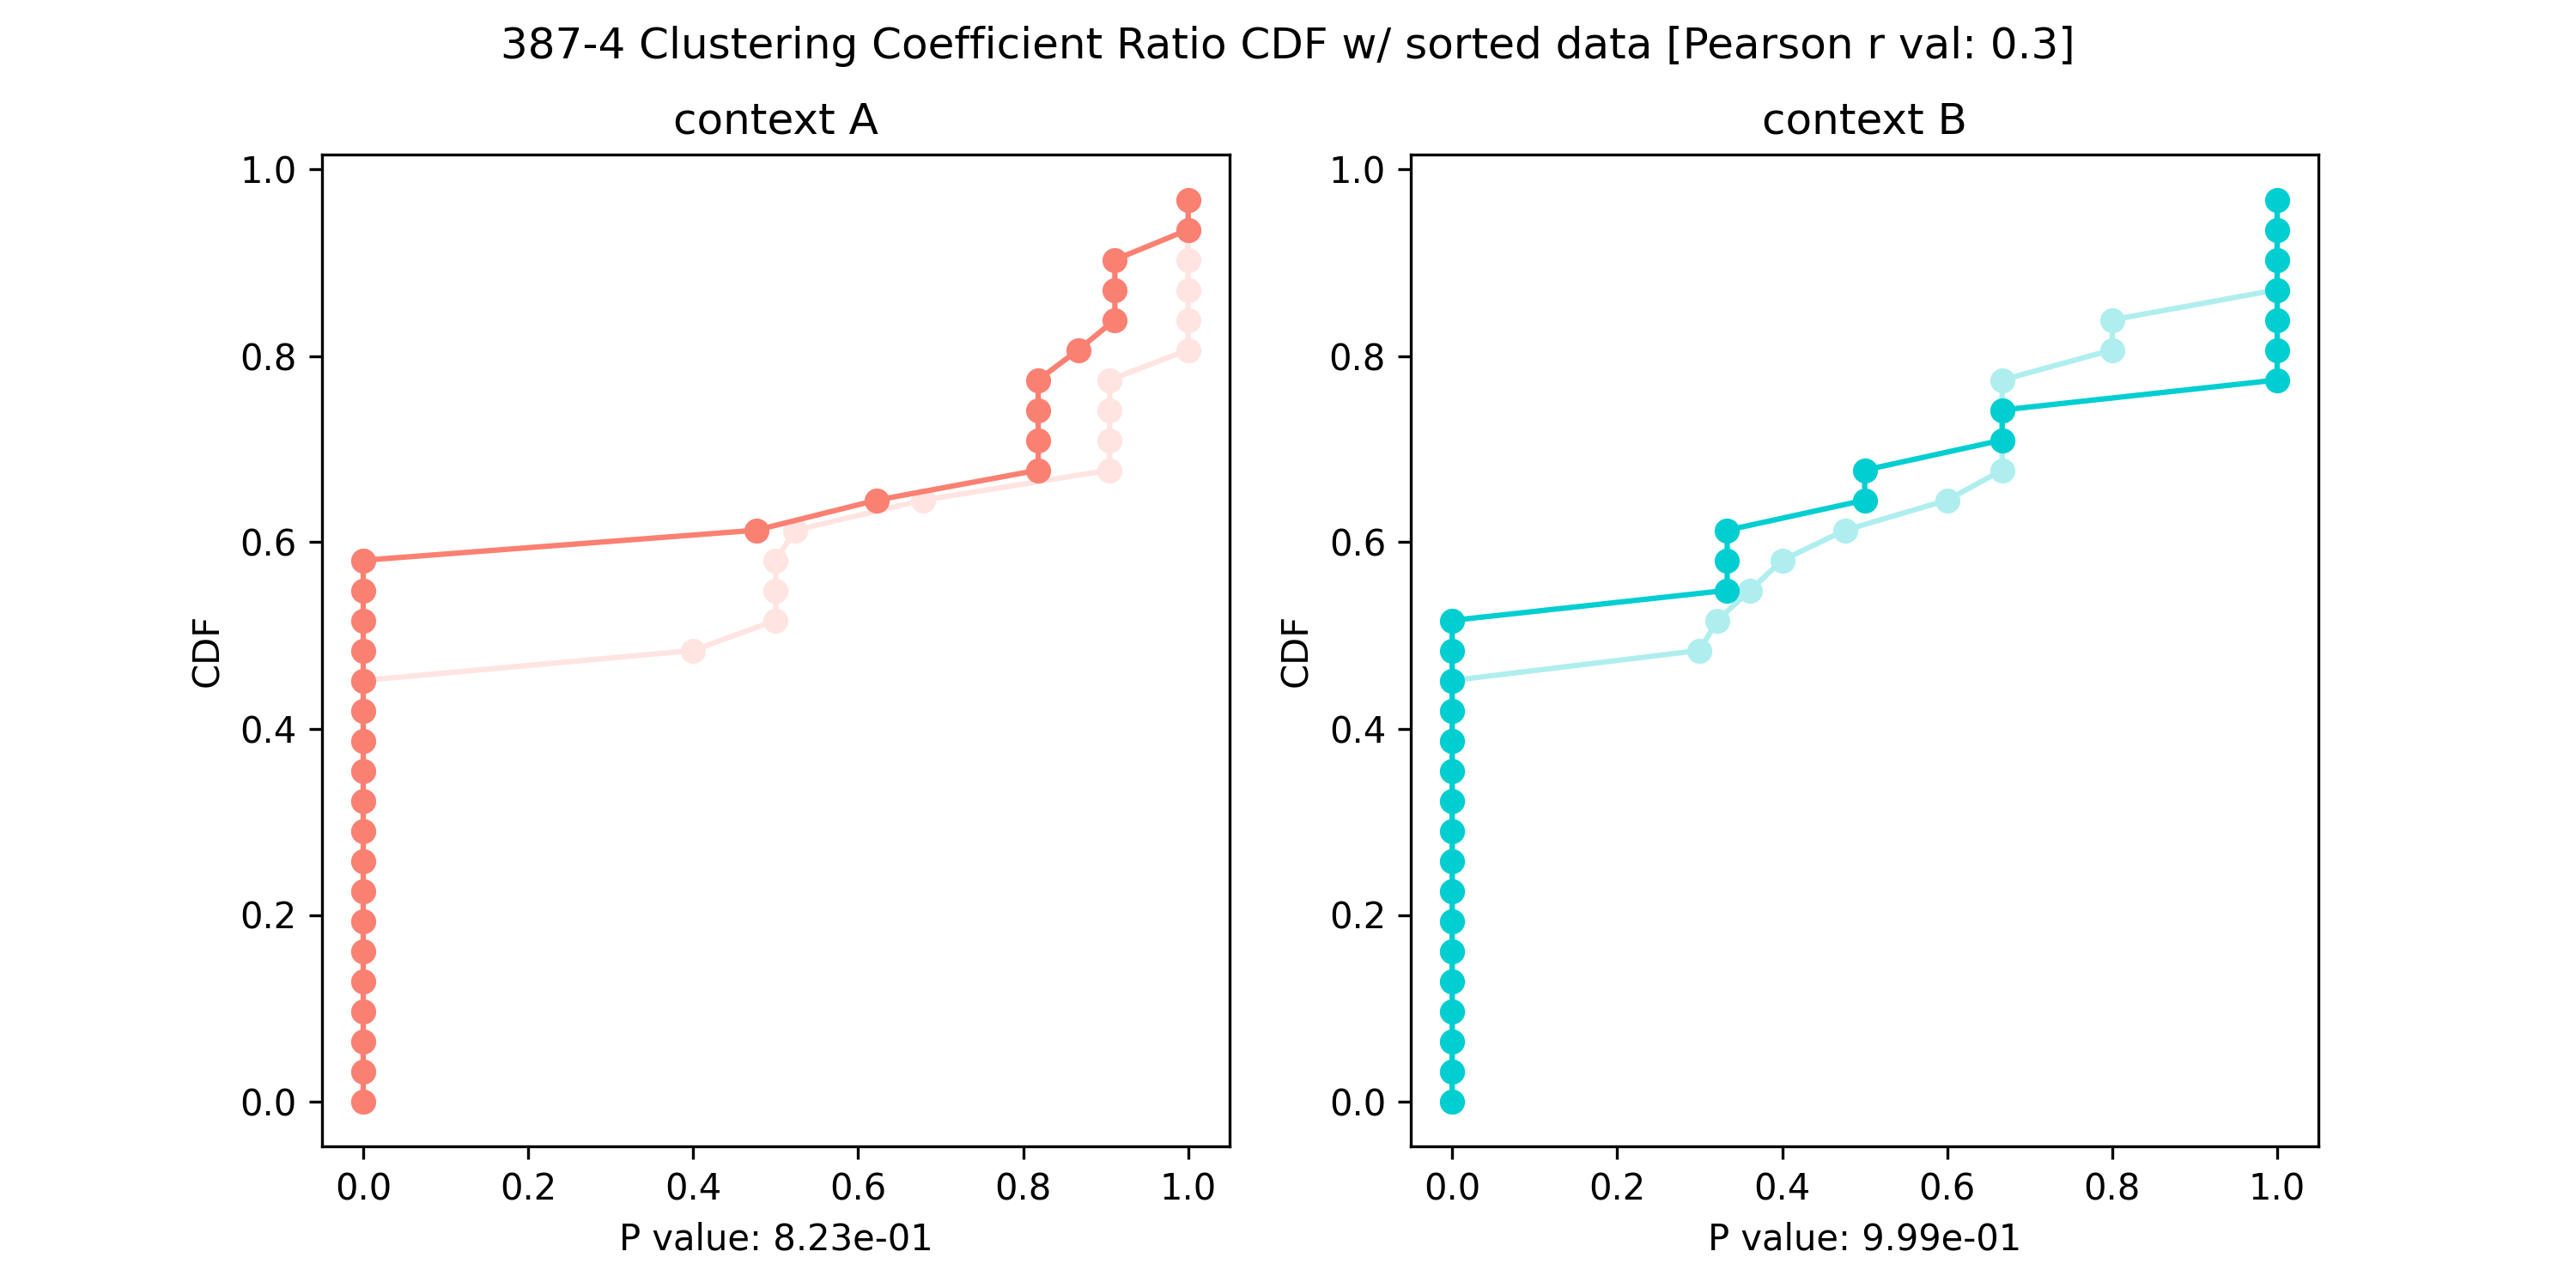 387-4 Clustering Coefficient Ratio CDF w/ sorted data [Pearson r val: 0.3]
context A
1.0
0.8
0.6
0.4
0.2
0.0
CDF
0.0 0.2 0.4 0.6 0.8 1.0
P value: 8.23e-01
context B
1.0
0.8
0.6
0.4
0.2
0.0
CDF
0.0 0.2 0.4 0.6 0.8 1.0
P value: 9.99e-01